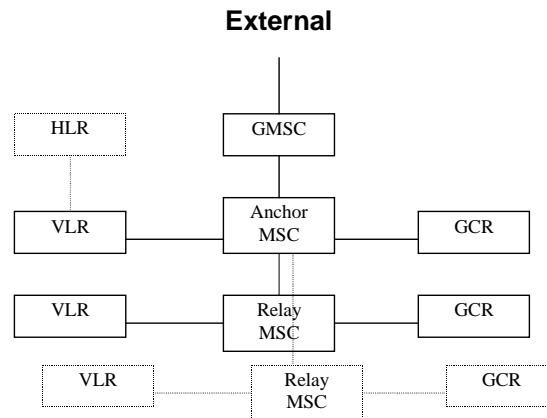 External
HLR
GMSC
VLR
Anchor
MSC
GCR
VLR
Relay
MSC
GCR
VLR
Relay
MSC
GCR